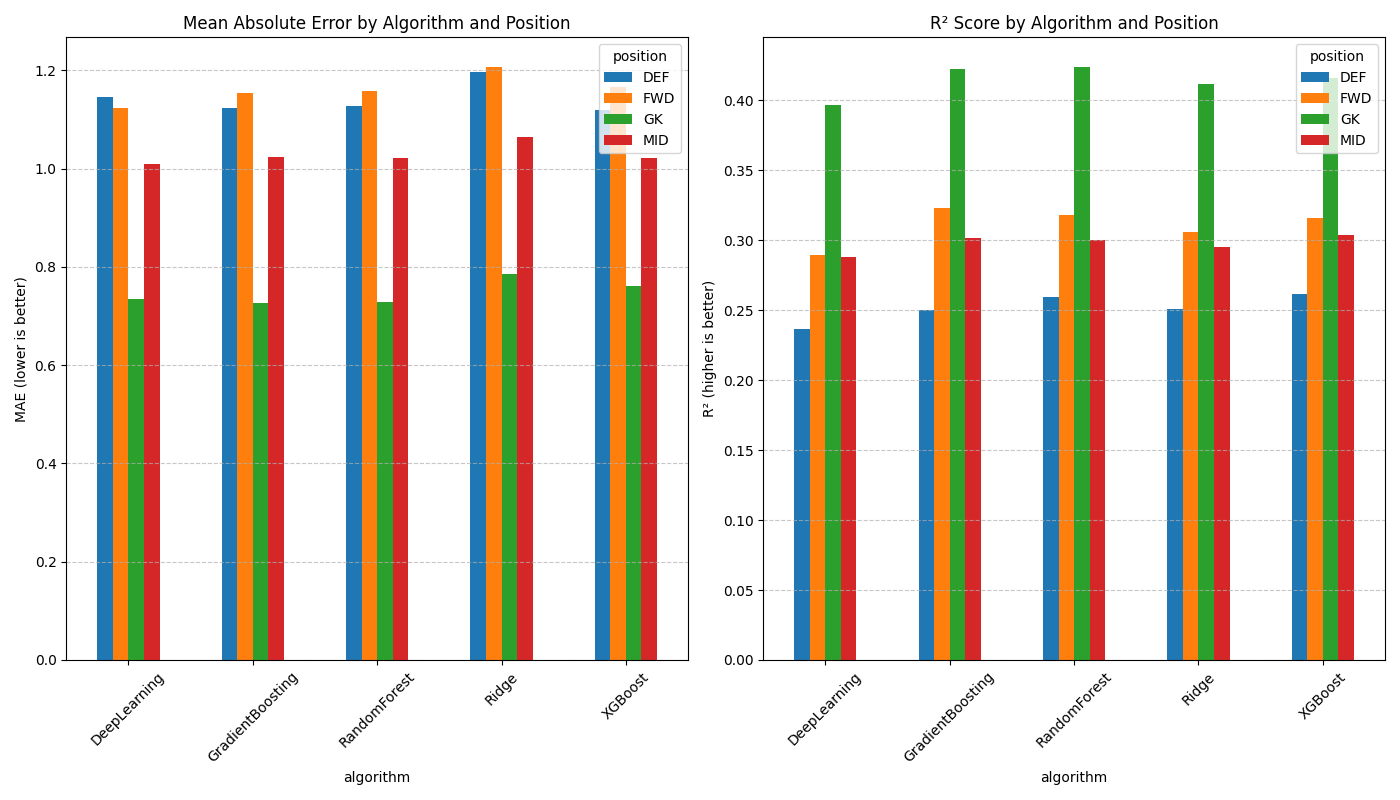 Mean Absolute Error by Algorithm and Position
MAE (lower is better)
1.2
1.0
0.8
0.6
0.4
0.2
0.0
position
DEF
FWD
GK
MID
DeepLearning
GradientBoosting
RandomForest
Ridge
XGBoost
algorithm
R² Score by Algorithm and Position
R² (higher is better)
0.40
0.35
0.30
0.25
0.20
0.15
0.10
0.05
0.00
position
DEF
FWD
GK
MID
DeepLearning
GradientBoosting
RandomForest
Ridge
XGBoost
algorithm